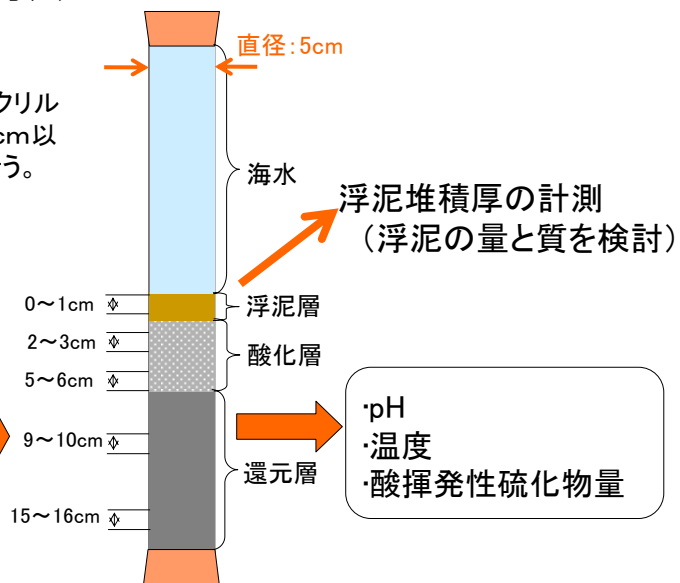 直径:5cm
クリル
cm以
う。
海水
浮泥堆積厚の計測
(浮泥の量と質を検討)
0~1cm
浮泥層
2~3cm
酸化層
5~6cm
・pH
・温度
・酸揮発性硫化物量
9~10cm
還元層
15~16cm